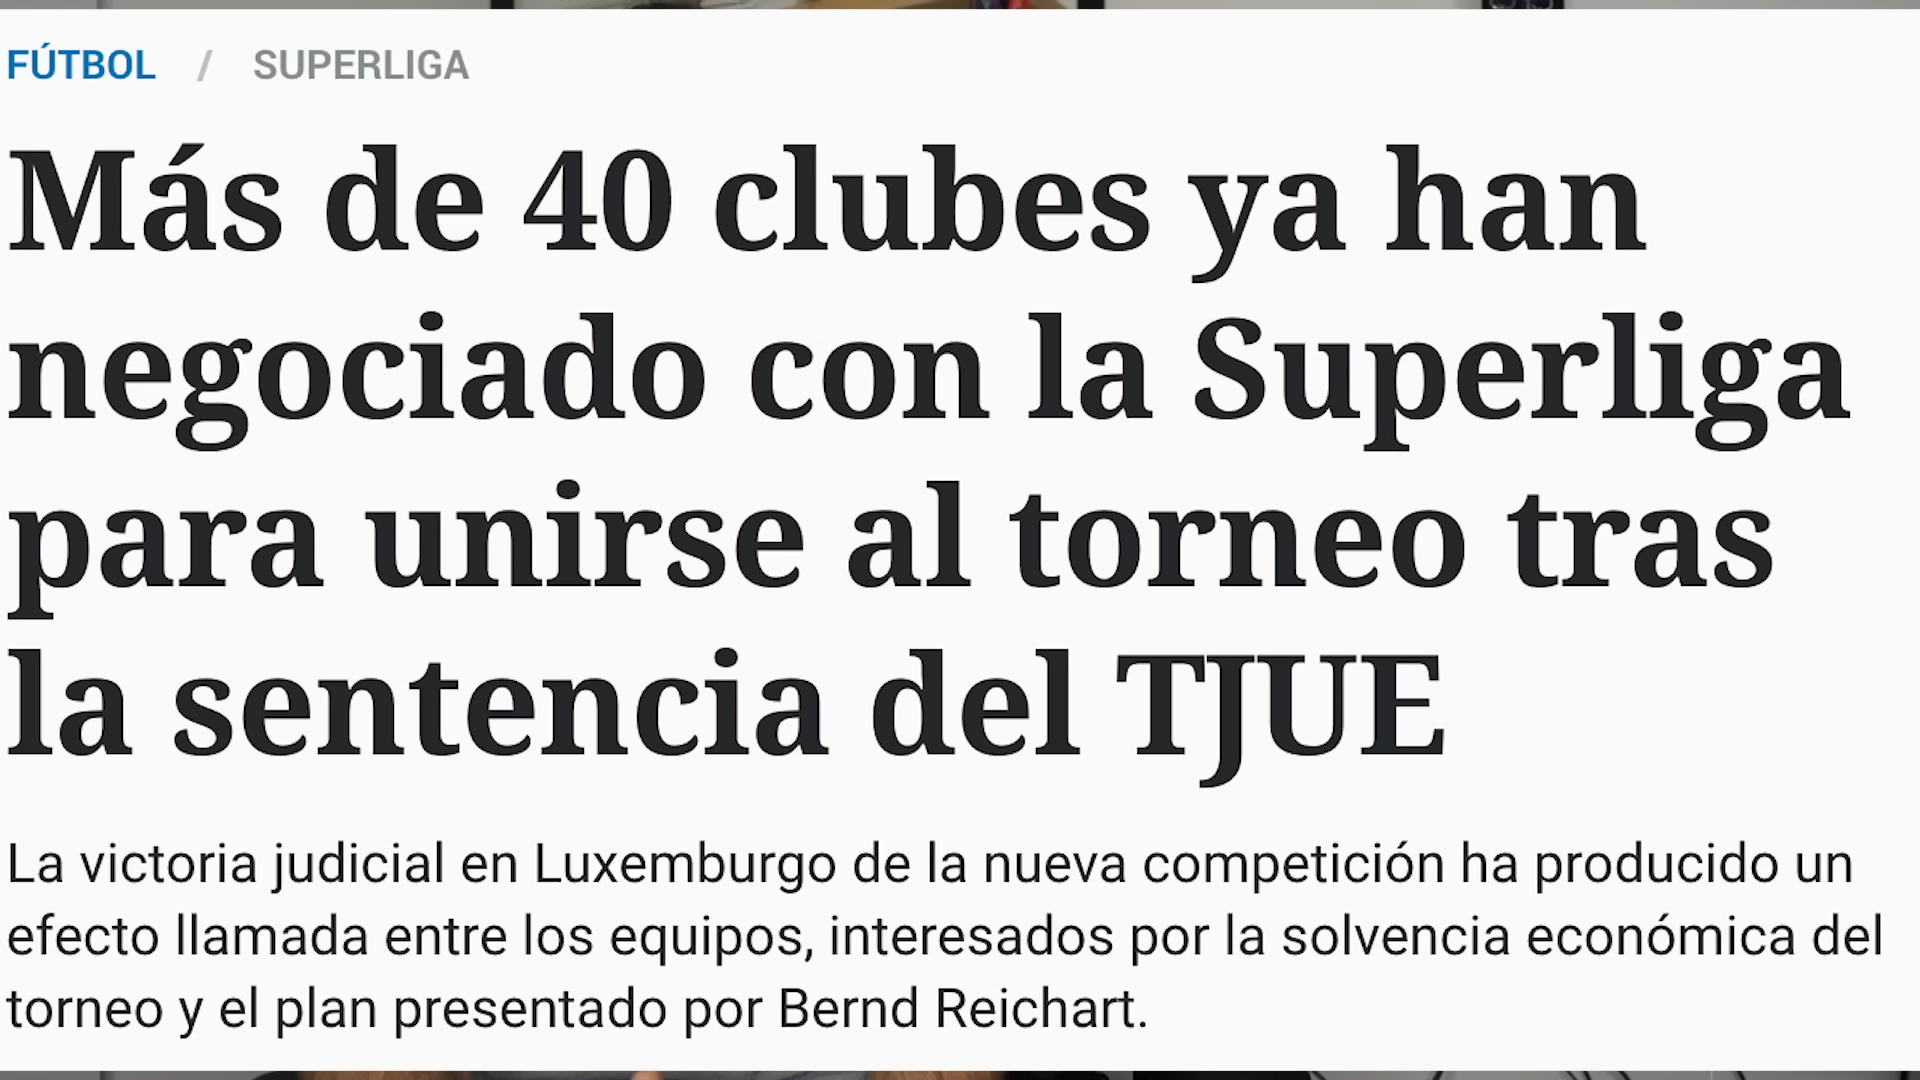 FÚTBOL / SUPERLIGA
Más de 40 clubes ya han
negociado con la Superliga
para unirse al torneo tras
la sentencia del TJUE
La victoria judicial en Luxemburgo de la nueva competición ha producido un
efecto llamada entre los equipos, interesados por la solvencia económica del
torneo y el plan presentado por Bernd Reichart.